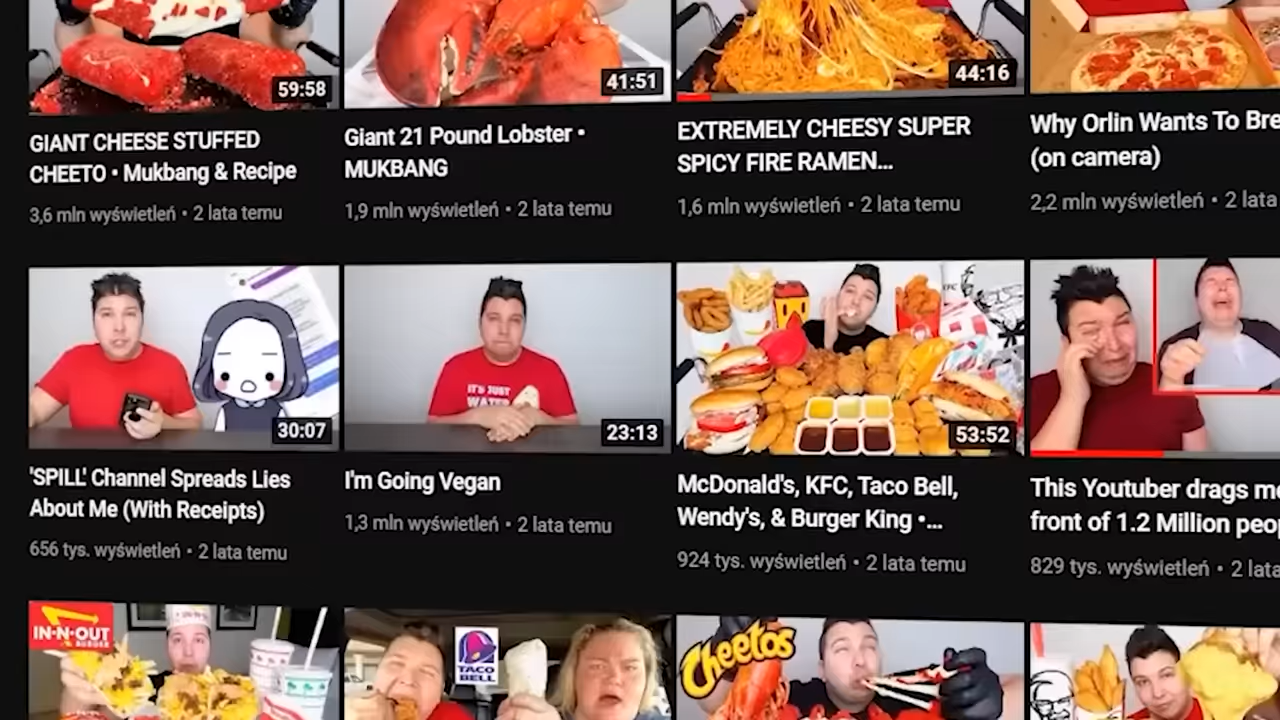 59:58
41:51
44:16
GIANT CHEESE STUFFED
CHEETO • Mukbang & Recipe
3,6 mln wyświetleń • 2 lata temu
Giant 21 Pound Lobster •
MUKBANG
1,9 mln wyświetleń • 2 lata temu
EXTREMELY CHEESY SUPER
SPICY FIRE RAMEN...
1,6 mln wyświetleń • 2 lata temu
Why Orlin Wants To Bre
(on camera)
2,2 mln wyświetleń • 2 lata
30:07
IT'S JUST
WATER
23:13
53:52
'SPILL' Channel Spreads Lies
About Me (With Receipts)
656 tys. wyświetleń • 2 lata temu
I'm Going Vegan
1,3 mln wyświetleń • 2 lata temu
McDonald's, KFC, Taco Bell,
Wendy's, & Burger King •...
924 tys. wyświetleń • 2 lata temu
This Youtuber drags me
front of 1.2 Million peop
829 tys. wyświetleń • 2 lata
IN-N-OUT
BURGER
TACO
BELL
Cheetos